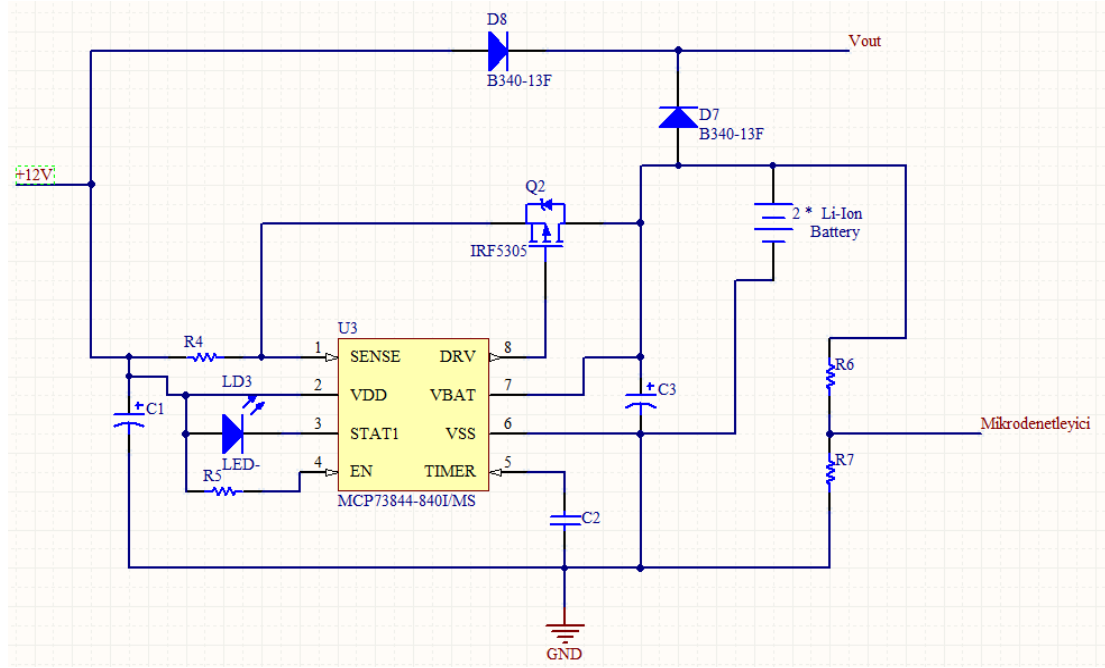 D8
Vout
B340-13F
D7
B340-13F
+12V
Q2
2 * Li-Ion
Battery
IRF5305
U3
R4
1
SENSE
DRV
8
R6
LD3
2
VDD
VBAT
7
+
C3
+
C1
3
STAT1
VSS
6
Mikrodenetleyici
LED-
R5
4
EN
TIMER
5
R7
MCP73844-840I/MS
C2
GND